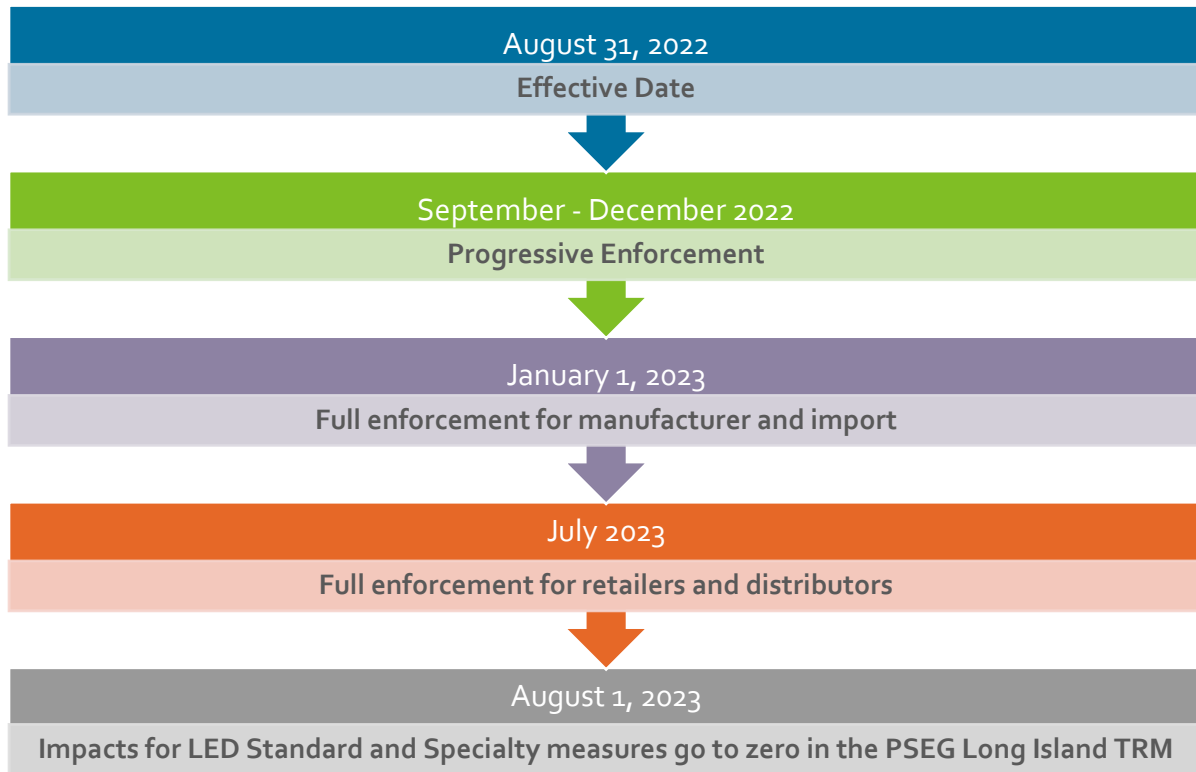 August 31, 2022
Effective Date
September - December 2022
Progressive Enforcement
January 1, 2023
Full enforcement for manufacturer and import
July 2023
Full enforcement for retailers and distributors
August 1, 2023
Impacts for LED Standard and Specialty measures go to zero in the PSEG Long Island TRM